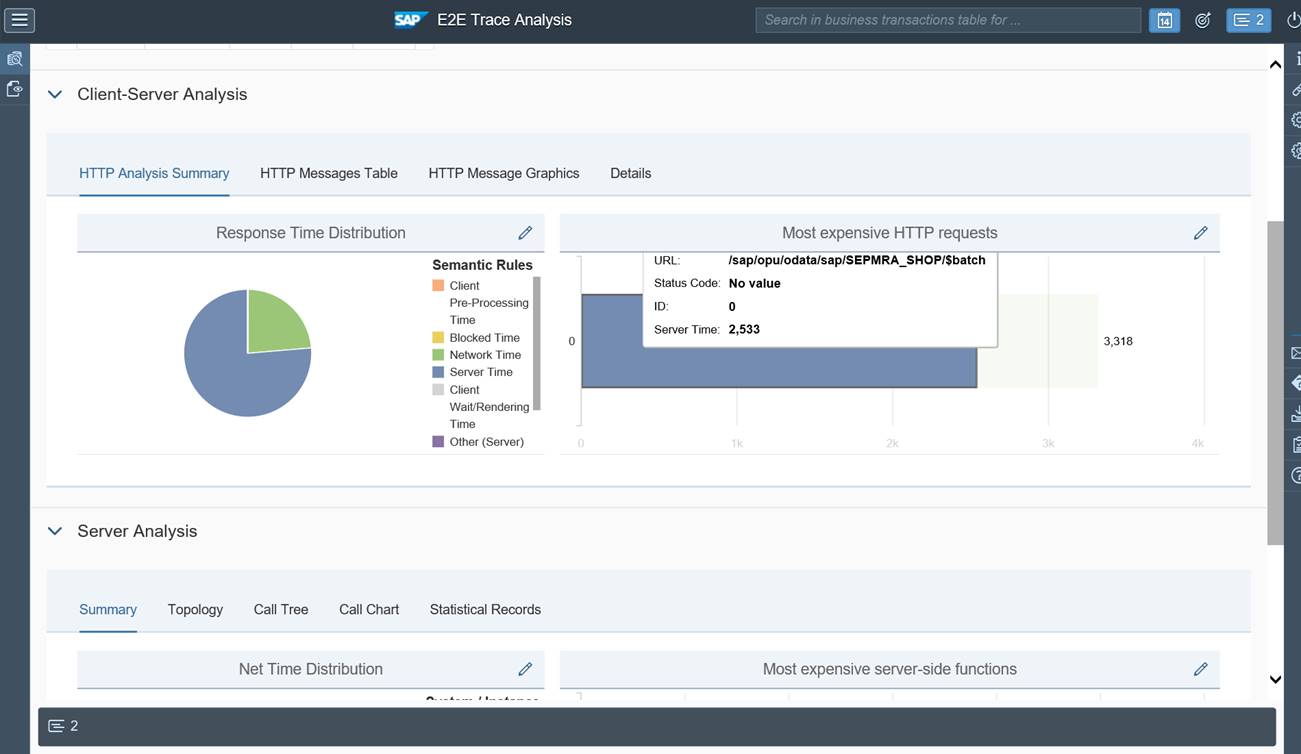 SAP E2E Trace Analysis
Search in business transactions table for ...
14
2
Client-Server Analysis
HTTP Analysis Summary HTTP Messages Table HTTP Message Graphics Details
Response Time Distribution
Semantic Rules
Client
Pre-Processing
Time
Blocked Time
Network Time
Server Time
Client
Wait/Rendering
Time
Other (Server)
Most expensive HTTP requests
URL: /sap/opu/odata/sap/SEPMRA_SHOP/$batch
Status Code: No value
ID: 0
Server Time: 2,533
0
3,318
0 1k 2k 3k 4k
Server Analysis
Summary Topology Call Tree Call Chart Statistical Records
Net Time Distribution
System / Instance
Most expensive server-side functions
2